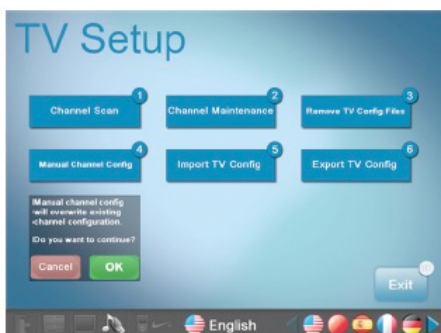 TV Setup
1
Channel Scan
2
Channel Maintenance
3
Remove TV Config Files
4
Manual Channel Config
5
Import TV Config
6
Export TV Config
Manual channel config
will overwrite existing
channel configuration.
Do you want to continue?
Cancel
OK
Exit
English